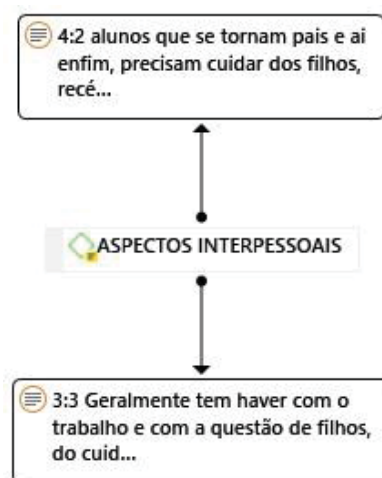 4:2 alunos que se tornam pais e ai
enfim, precisam cuidar dos filhos,
recé...
ASPECTOS INTERPESSOAIS
3:3 Geralmente tem haver com o
trabalho e com a questão de filhos,
do cuid...